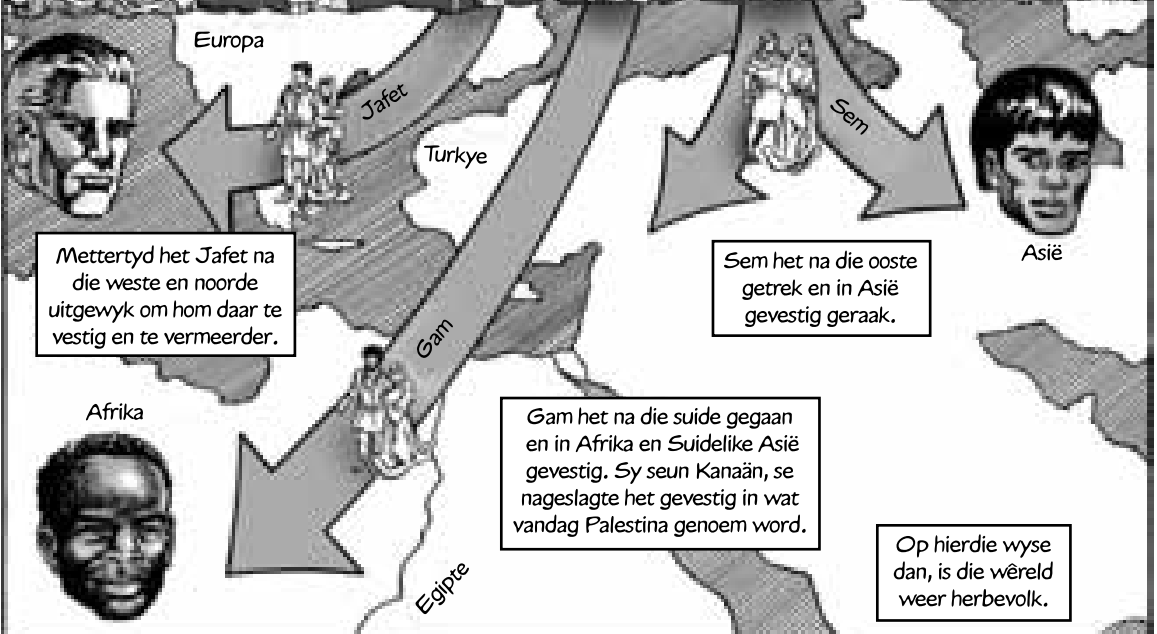 Europa
Jafet
Turkye
Sem
Asië
Mettertyd het Jafet na
die weste en noorde
uitgewyk om hom daar te
vestig en te vermeerder.
Sem het na die ooste
getrek en in Asië
gevestig geraak.
Gam
Afrika
Gam het na die suide gegaan
en in Afrika en Suidelike Asië
gevestig. Sy seun Kanaän, se
nageslagte het gevestig in wat
vandag Palestina genoem word.
Egipte
Op hierdie wyse
dan, is die wêreld
weer herbevolk.